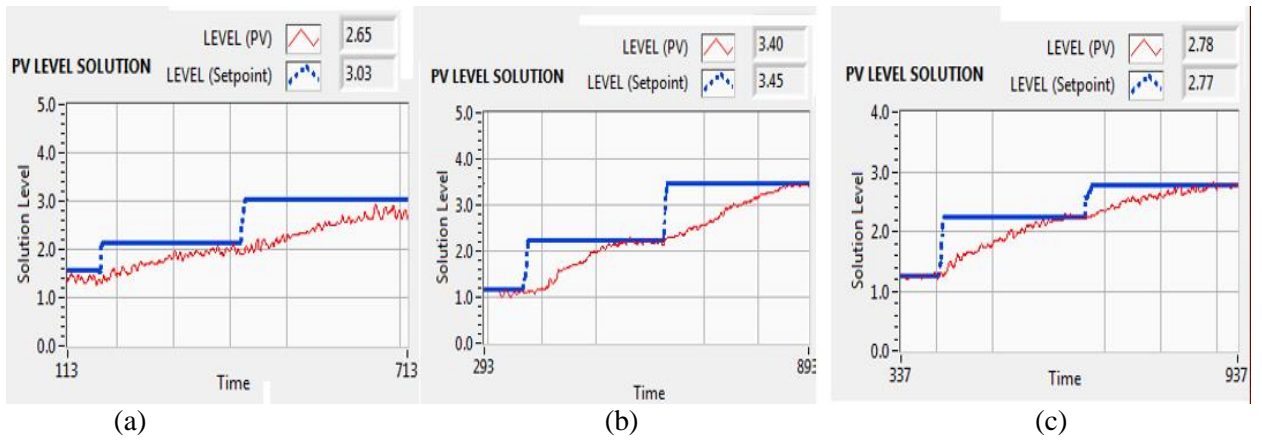 LEVEL (PV) 2.65
PV LEVEL SOLUTION LEVEL (Setpoint) 3.03
5.0
4.0
3.0
2.0
1.0
0.0
Solution Level
113 713
Time
(a)
LEVEL (PV) 3.40
PV LEVEL SOLUTION LEVEL (Setpoint) 3.45
5.0
4.0
3.0
2.0
1.0
0.0
Solution Level
293 893
Time
(b)
LEVEL (PV) 2.78
PV LEVEL SOLUTION LEVEL (Setpoint) 2.77
4.0
3.0
2.0
1.0
0.0
Solution Level
337 937
Time
(c)